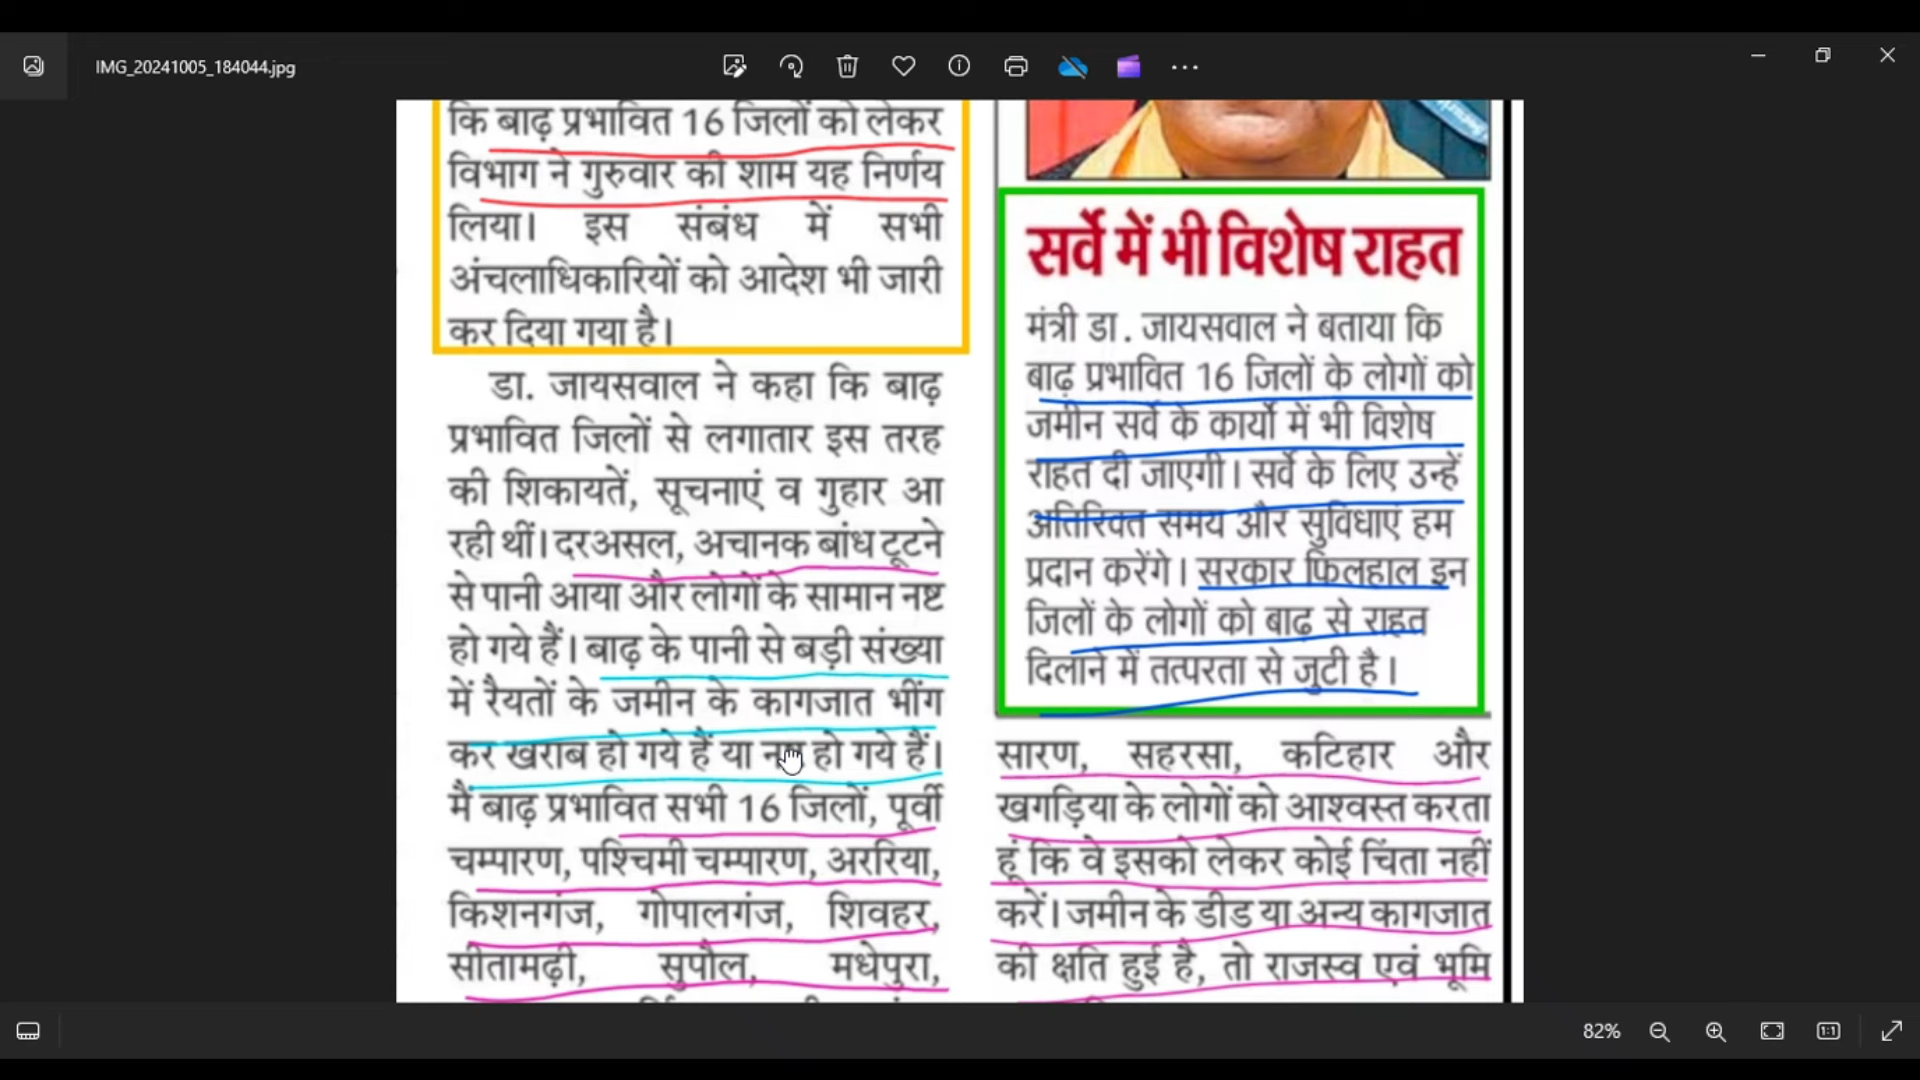 IMG_20241005_184044.jpg
कि बाढ़ प्रभावित 16 जिलों को लेकर
विभाग ने गुरुवार की शाम यह निर्णय
लिया। इस संबंध में सभी
अंचलाधिकारियों को आदेश भी जारी
कर दिया गया है।
डा. जायसवाल ने कहा कि बाढ़
प्रभावित जिलों से लगातार इस तरह
की शिकायतें, सूचनाएं व गुहार आ
रही थीं। दरअसल, अचानक बांध टूटने
से पानी आया और लोगों के सामान नष्ट
हो गये हैं। बाढ़ के पानी से बड़ी संख्या
में रैयतों के जमीन के कागजात भींग
कर खराब हो गये हैं या नष्ट हो गये हैं।
मैं बाढ़ प्रभावित सभी 16 जिलों, पूर्वी
चम्पारण, पश्चिमी चम्पारण, अररिया,
किशनगंज, गोपालगंज, शिवहर,
सीतामढ़ी, सुपौल, मधेपुरा,
सर्वे में भी विशेष राहत
मंत्री डा. जायसवाल ने बताया कि
बाढ़ प्रभावित 16 जिलों के लोगों को
जमीन सर्वे के कार्यों में भी विशेष
राहत दी जाएगी। सर्वे के लिए उन्हें
अतिरिक्त समय और सुविधाएं हम
प्रदान करेंगे। सरकार फिलहाल इन
जिलों के लोगों को बाढ़ से राहत
दिलाने में तत्परता से जुटी है।
सारण, सहरसा, कटिहार और
खगड़िया के लोगों को आश्वस्त करता
हूं कि वे इसको लेकर कोई चिंता नहीं
करें। जमीन के डीड या अन्य कागजात
की क्षति हुई है, तो राजस्व एवं भूमि
82%